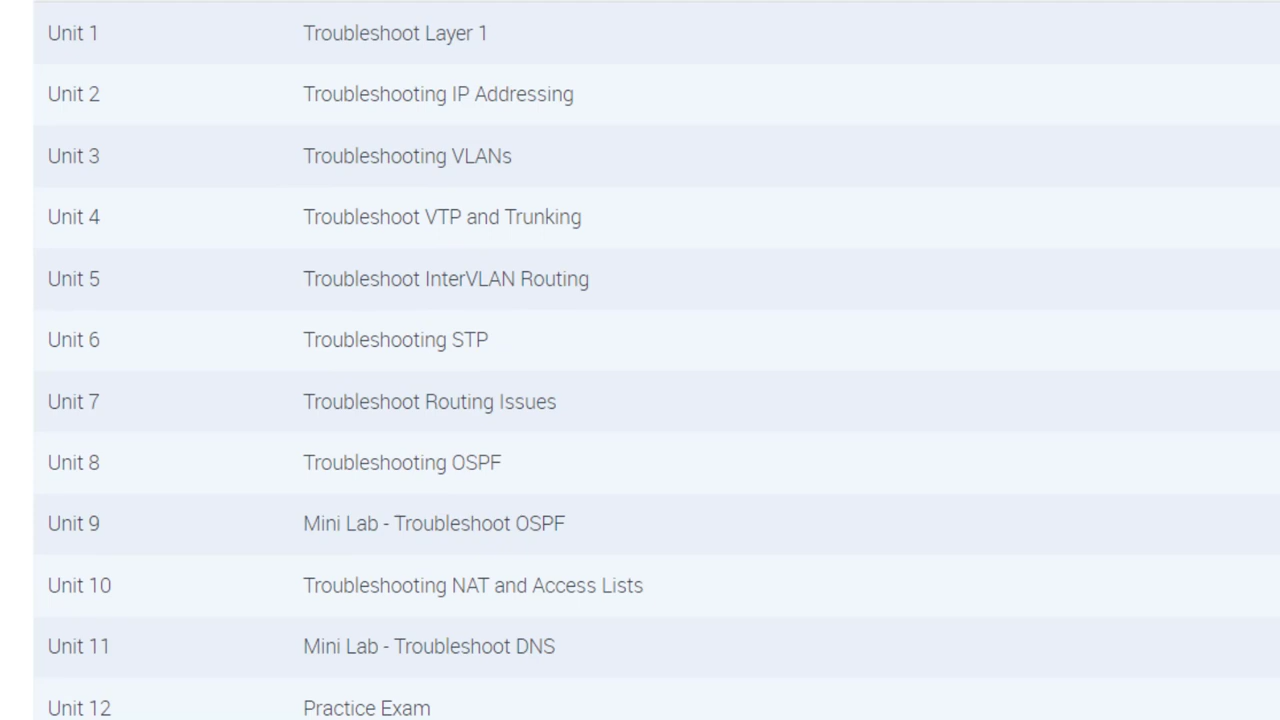 Unit 1 Troubleshoot Layer 1
Unit 2 Troubleshooting IP Addressing
Unit 3 Troubleshooting VLANs
Unit 4 Troubleshoot VTP and Trunking
Unit 5 Troubleshoot InterVLAN Routing
Unit 6 Troubleshooting STP
Unit 7 Troubleshoot Routing Issues
Unit 8 Troubleshooting OSPF
Unit 9 Mini Lab - Troubleshoot OSPF
Unit 10 Troubleshooting NAT and Access Lists
Unit 11 Mini Lab - Troubleshoot DNS
Unit 12 Practice Exam